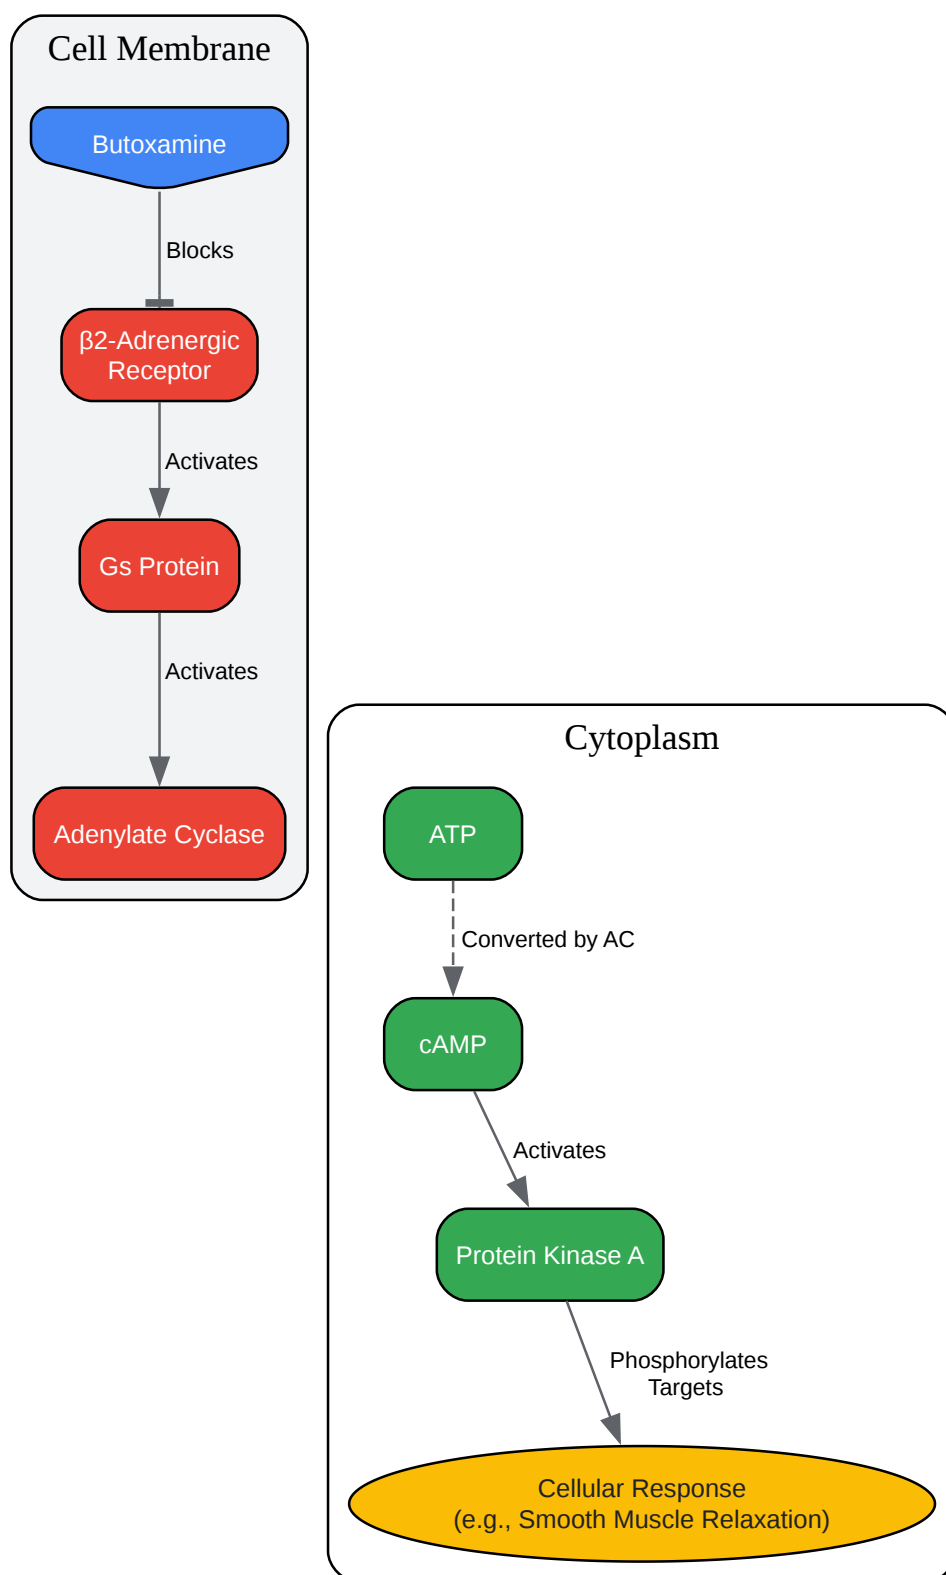 Cell Membrane
Butoxamine
Blocks
β2-Adrenergic
Receptor
Activates
Gs Protein
Activates
Adenylate Cyclase
Cytoplasm
ATP
Converted by AC
cAMP
Activates
Protein Kinase A
Phosphorylates
Targets
Cellular Response
(e.g., Smooth Muscle Relaxation)